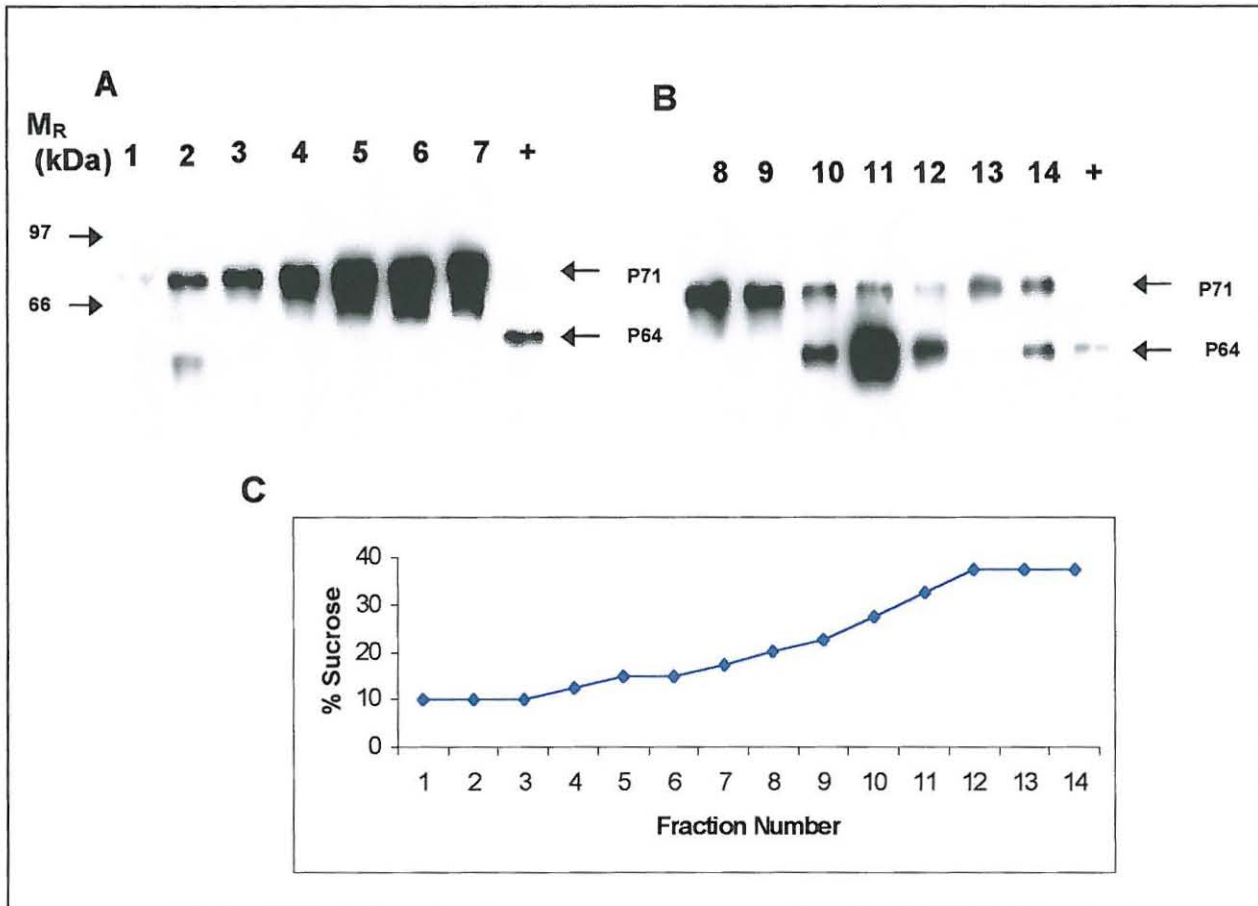 A
B
MR
(kDa) 1 2 3 4 5 6 7 +
8 9 10 11 12 13 14 +
97
66
P71
P64
P71
P64
C
40
30
20
10
0
% Sucrose
1 2 3 4 5 6 7 8 9 10 11 12 13 14
Fraction Number